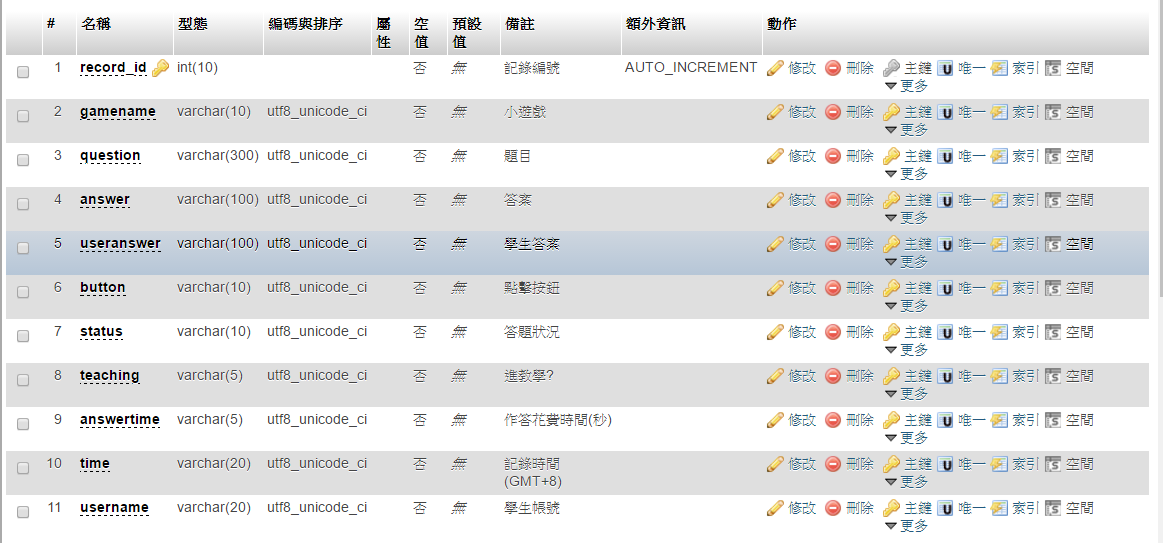 # 名稱 型態 編碼與排序 屬性 空值 預設值 備註 額外資訊 動作
1 record_id int(10) 否 無 記錄編號 AUTO_INCREMENT 修改 刪除 主鍵 唯一 索引 空間
更多
2 gamename varchar(10) utf8_unicode_ci 否 無 小遊戲 修改 刪除 主鍵 唯一 索引 空間
更多
3 question varchar(300) utf8_unicode_ci 否 無 題目 修改 刪除 主鍵 唯一 索引 空間
更多
4 answer varchar(100) utf8_unicode_ci 否 無 答案 修改 刪除 主鍵 唯一 索引 空間
更多
5 useranswer varchar(100) utf8_unicode_ci 否 無 學生答案 修改 刪除 主鍵 唯一 索引 空間
更多
6 button varchar(10) utf8_unicode_ci 否 無 點擊按鈕 修改 刪除 主鍵 唯一 索引 空間
更多
7 status varchar(10) utf8_unicode_ci 否 無 答題狀況 修改 刪除 主鍵 唯一 索引 空間
更多
8 teaching varchar(5) utf8_unicode_ci 否 無 進教學? 修改 刪除 主鍵 唯一 索引 空間
更多
9 answertime varchar(5) utf8_unicode_ci 否 無 作答花費時間(秒) 修改 刪除 主鍵 唯一 索引 空間
更多
10 time varchar(20) utf8_unicode_ci 否 無 記錄時間 修改 刪除 主鍵 唯一 索引 空間
(GMT+8) 更多
11 username varchar(20) utf8_unicode_ci 否 無 學生帳號 修改 刪除 主鍵 唯一 索引 空間
更多